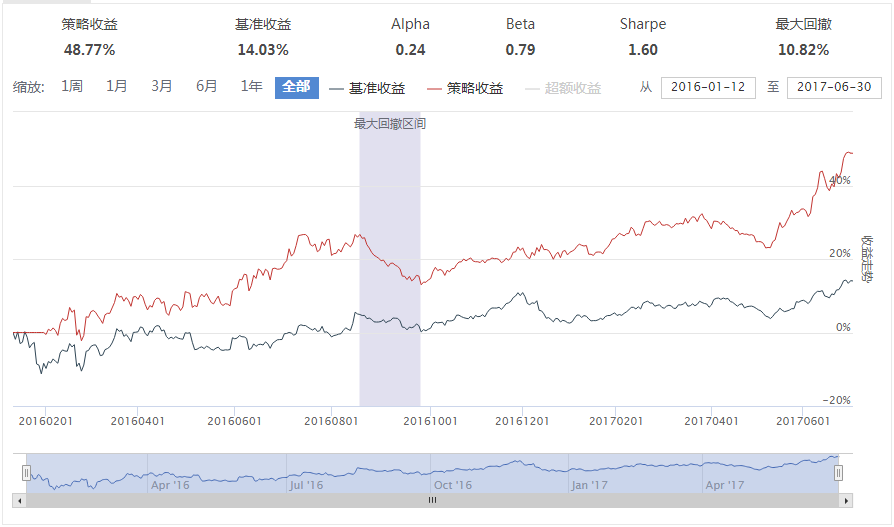 策略收益 基准收益 Alpha Beta Sharpe 最大回撤
48.77% 14.03% 0.24 0.79 1.60 10.82%
缩放: 1周 1月 3月 6月 1年 全部 基准收益 策略收益 超额收益 从 2016-01-12 至 2017-06-30
最大回撤区间
40%
20%
0%
-20%
收益走势
20160201 20160401 20160601 20160801 20161001 20161201 20170201 20170401 20170601
Apr '16 Jul '16 Oct '16 Jan '17 Apr '17